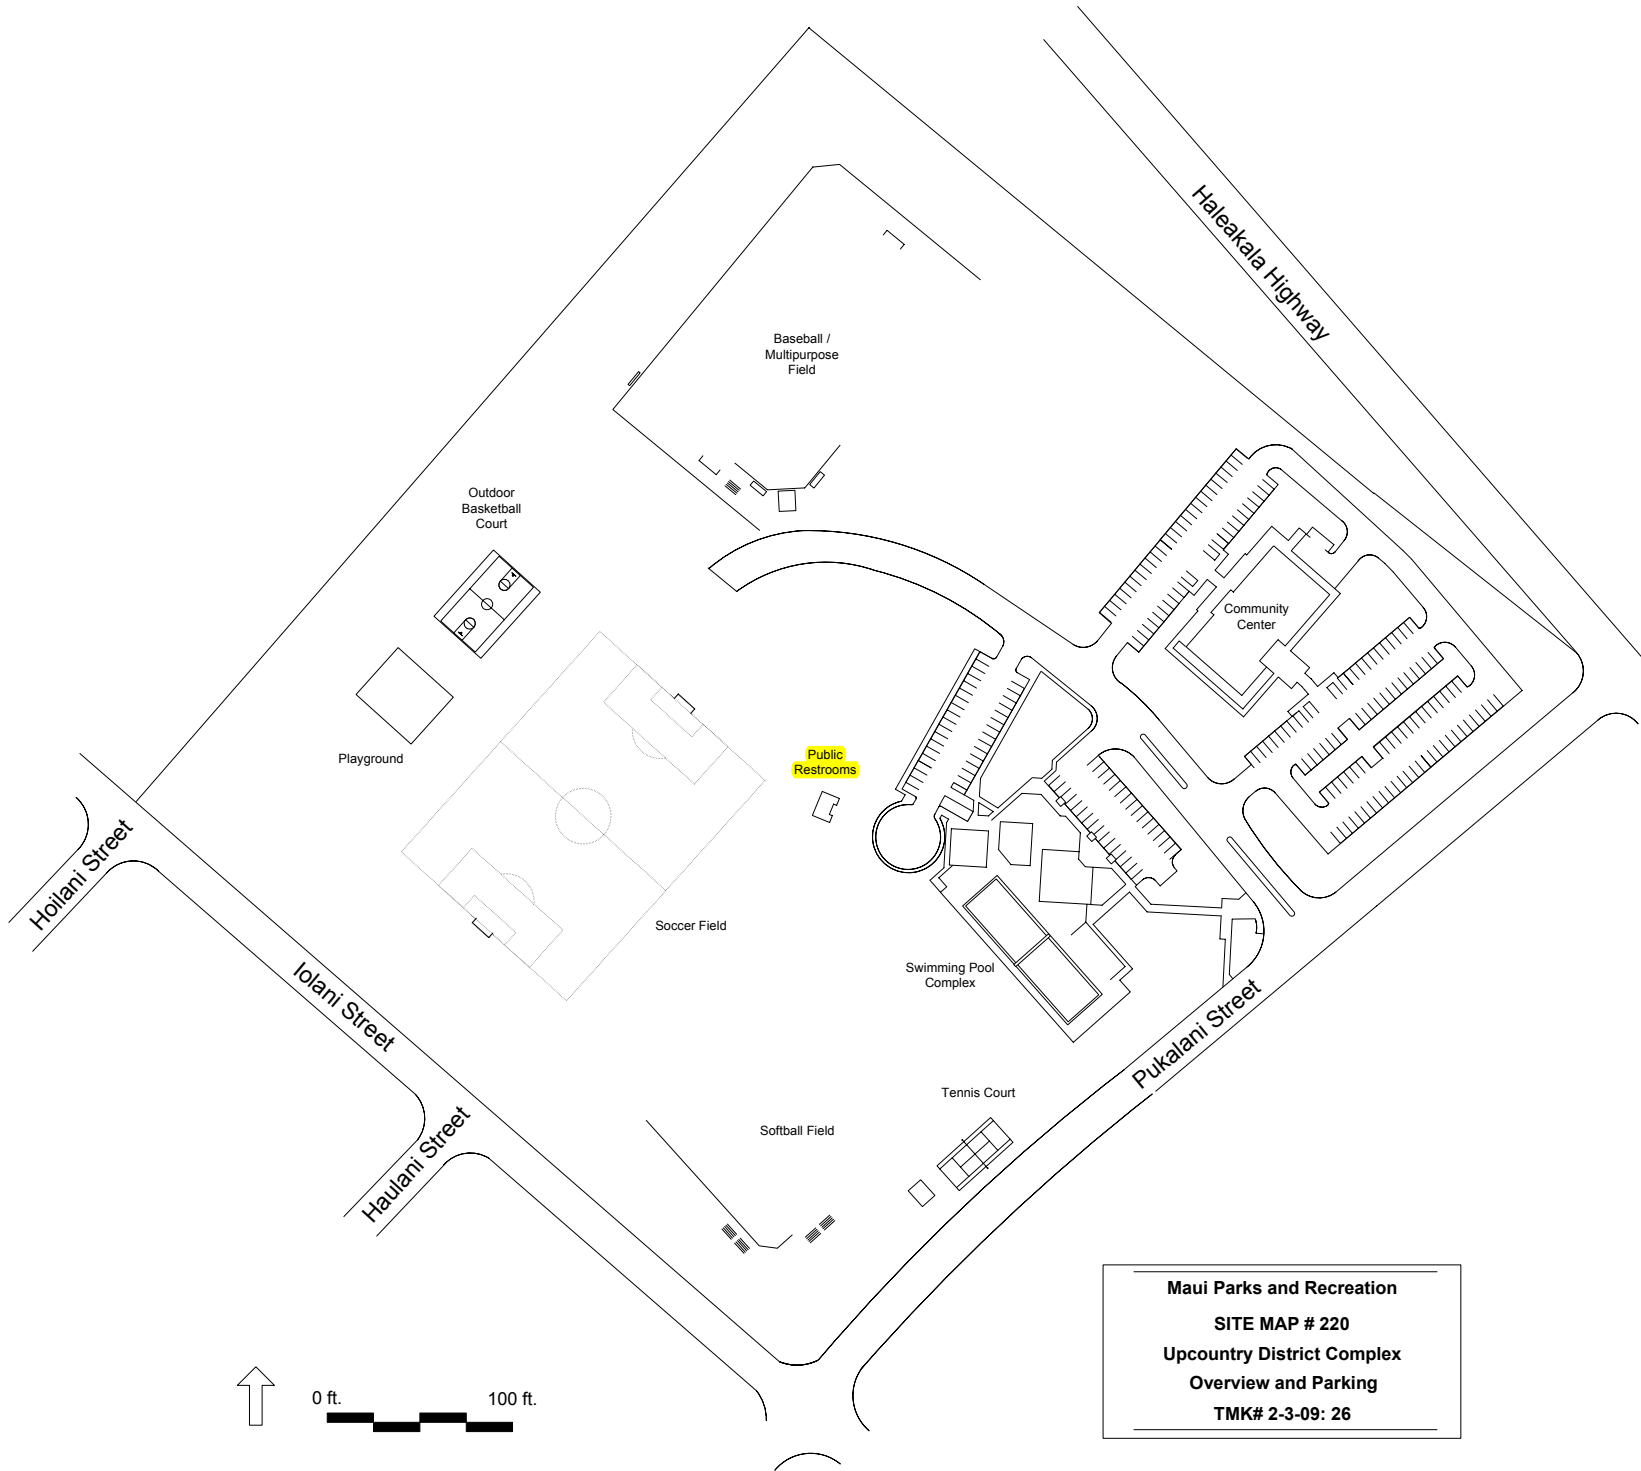 Haleakala Highway
Baseball /
Multipurpose
Field
Outdoor
Basketball
Court
Community
Center
Playground
Public
Restrooms
Hoilani Street
Soccer Field
Swimming Pool
Complex
Iolani Street
Pukalani Street
Tennis Court
Softball Field
Haulani Street
Maui Parks and Recreation
SITE MAP # 220
Upcountry District Complex
Overview and Parking
TMK# 2-3-09: 26
0 ft.
100 ft.